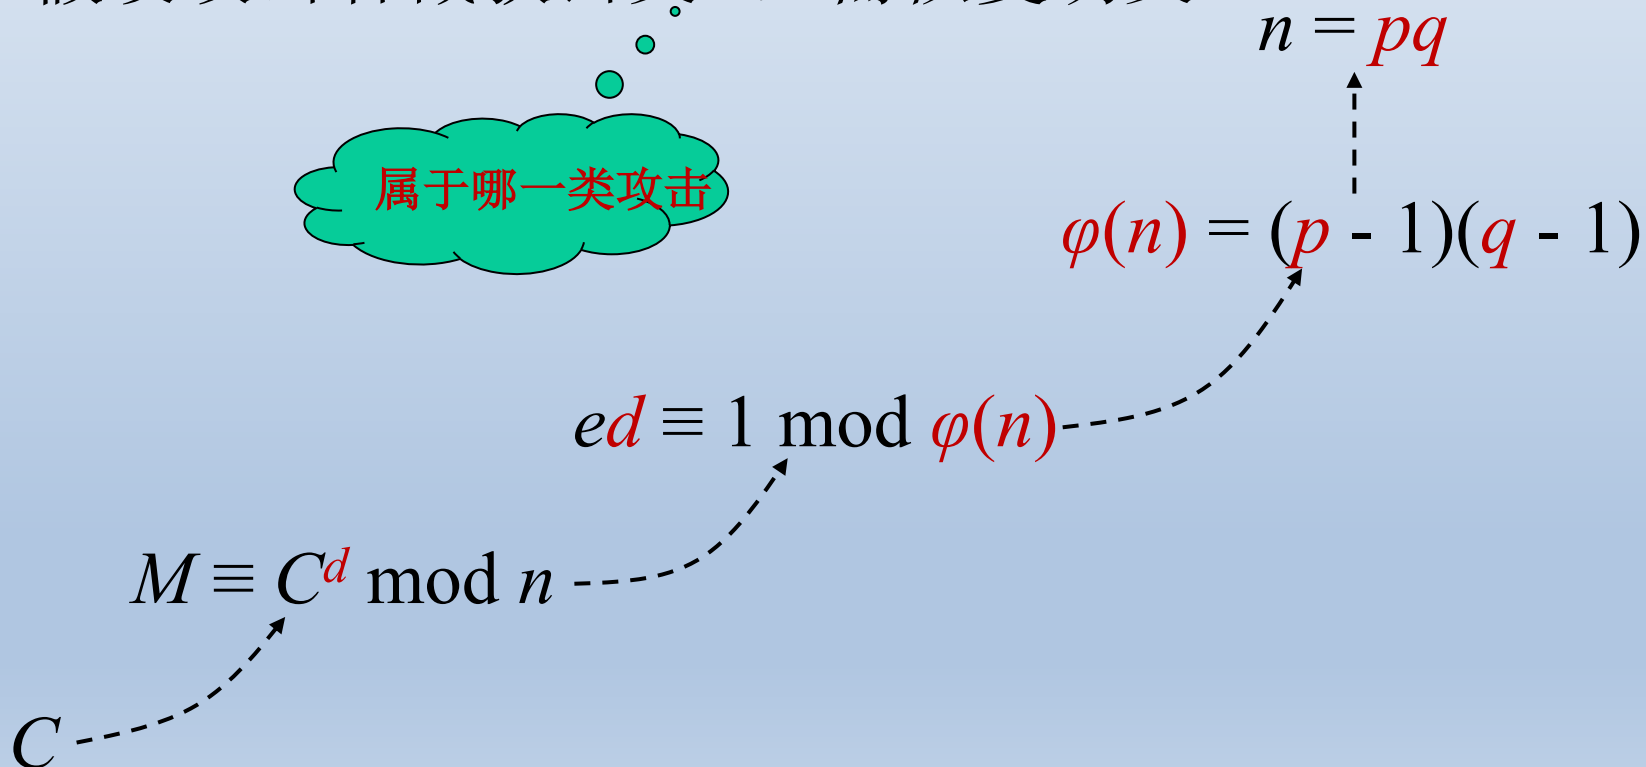 n = pq
属于哪一类攻击
φ(n) = (p - 1)(q - 1)
ed ≡ 1 mod φ(n)
M ≡ C^d mod n
C